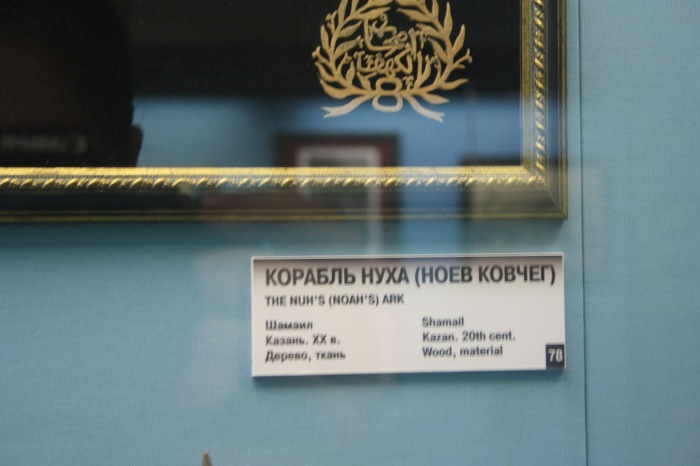 КОРАБЛЬ НУХА (НОЕВ КОВЧЕГ)
THE NUH'S (NOAH'S) ARK
Шамаил
Казань. XX в.
Дерево, ткань
Shamail
Kazan. 20th cent.
Wood, material
78